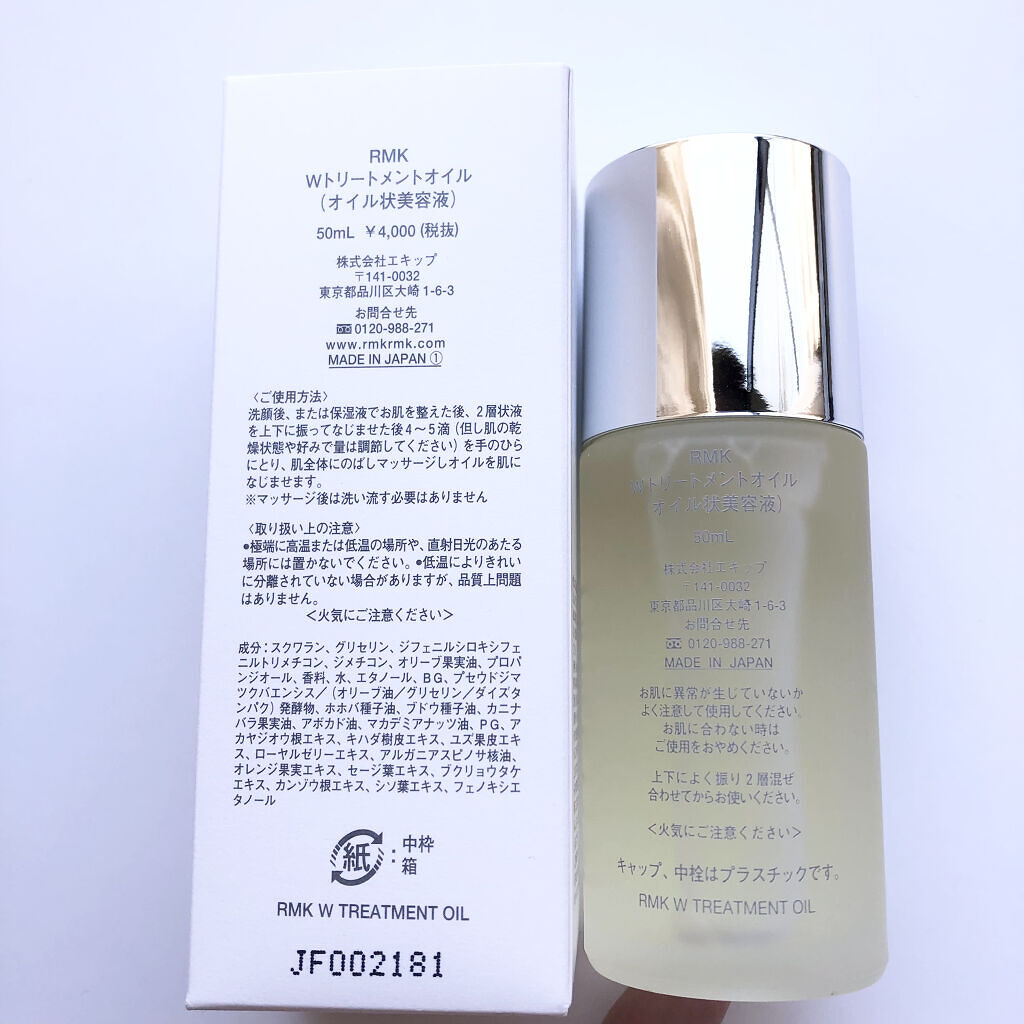 RMK
Wトリートメントオイル
(オイル状美容液)
50mL ¥4,000 (税抜)
株式会社エキップ
〒141-0032
東京都品川区大崎1-6-3
お問合せ先
0120-988-271
www.rmkrmk.com
MADE IN JAPAN ①
〈ご使用方法〉
洗顔後、または保湿液でお肌を整えた後、2層状液
を上下に振ってなじませた後4～5滴(但し肌の乾
燥状態や好みで量は調節してください)を手のひら
にとり、肌全体にのばしマッサージしオイルを肌に
なじませます。
※マッサージ後は洗い流す必要はありません
〈取り扱い上の注意〉
●極端に高温または低温の場所や、直射日光のあたる
場所には置かないでください。●低温によりきれい
に分離されていない場合がありますが、品質上問題
はありません。
＜火気にご注意ください＞
成分：スクワラン、グリセリン、ジフェニルシロキシフェ
ニルトリメチコン、ジメチコン、オリーブ果実油、プロパ
ンジオール、香料、水、エタノール、BG、プセウドジマ
ツクバエンシス／(オリーブ油／グリセリン／ダイズタ
ンパク)発酵物、ホホバ種子油、ブドウ種子油、カニナ
バラ果実油、アボカド油、マカデミアナッツ油、PG、ア
カヤジオウ根エキス、キハダ樹皮エキス、ユズ果皮エキ
ス、ローヤルゼリーエキス、アルガニアスピノサ核油、
オレンジ果実エキス、セージ葉エキス、ブクリョウタケ
エキス、カンゾウ根エキス、シソ葉エキス、フェノキシエ
タノール
紙：中枠
箱
RMK W TREATMENT OIL
JF002181
RMK
Wトリートメントオイル
オイル状美容液)
50mL
株式会社エキップ
〒141-0032
東京都品川区大崎1-6-3
お問合せ先
0120-988-271
MADE IN JAPAN
お肌に異常が生じていないか
よく注意して使用してください。
お肌に合わない時は
ご使用をおやめください。
上下によく振り2層混ぜ
合わせてからお使いください。
＜火気にご注意ください＞
キャップ、中栓はプラスチックです。
RMK W TREATMENT OIL